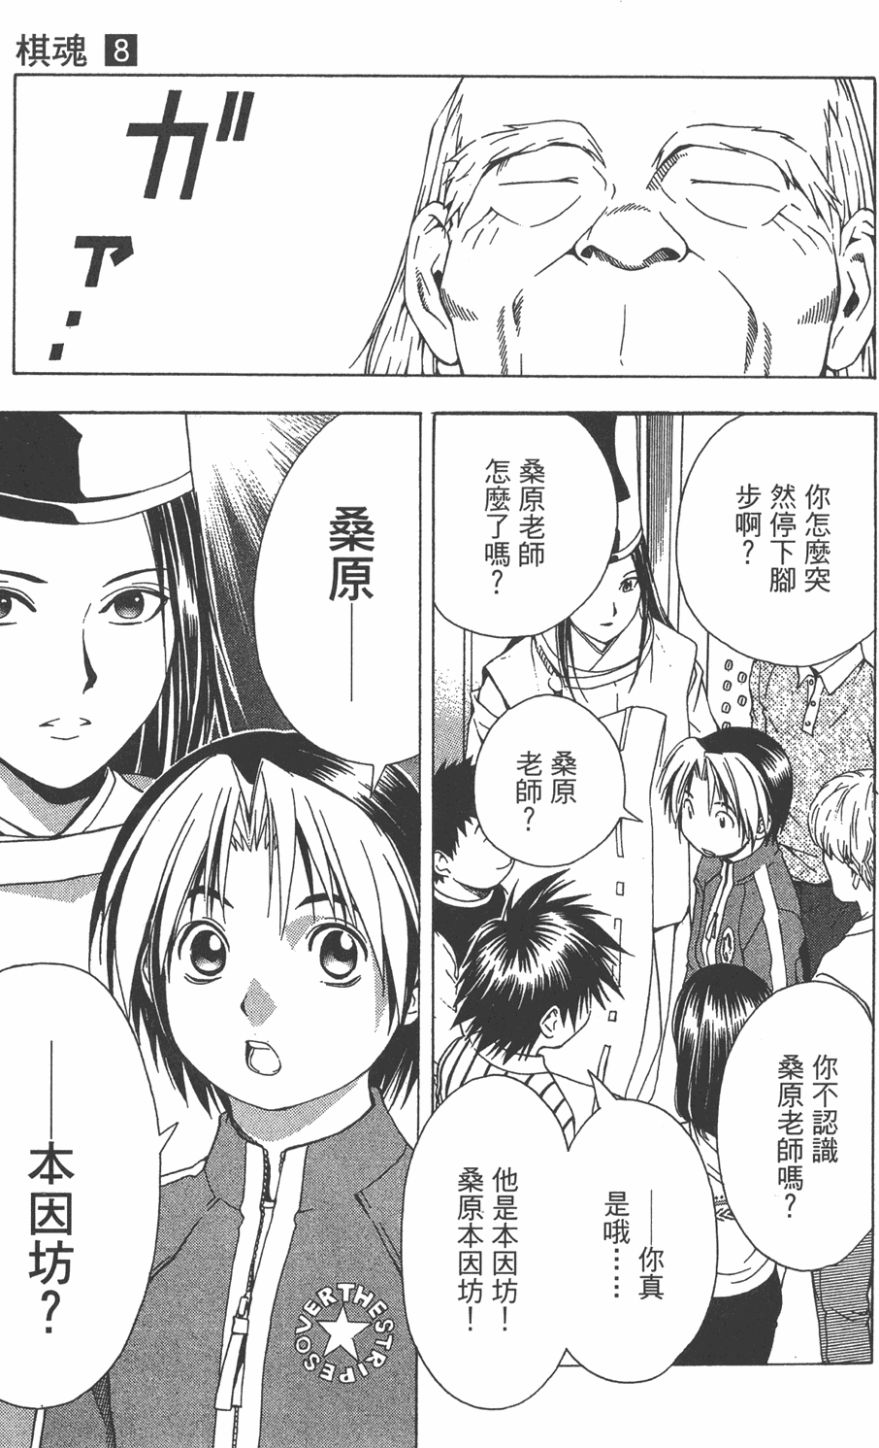 棋魂 8
ガ
ァ…
你怎麼突
然停下腳
步啊？
桑原老師
怎麼了嗎？
桑原
老師？
你不認識
桑原老師嗎？
——你真
是哦……
他是本因坊！
桑原本因坊！
桑原——
——本因坊？
OVERTHESTRIPES